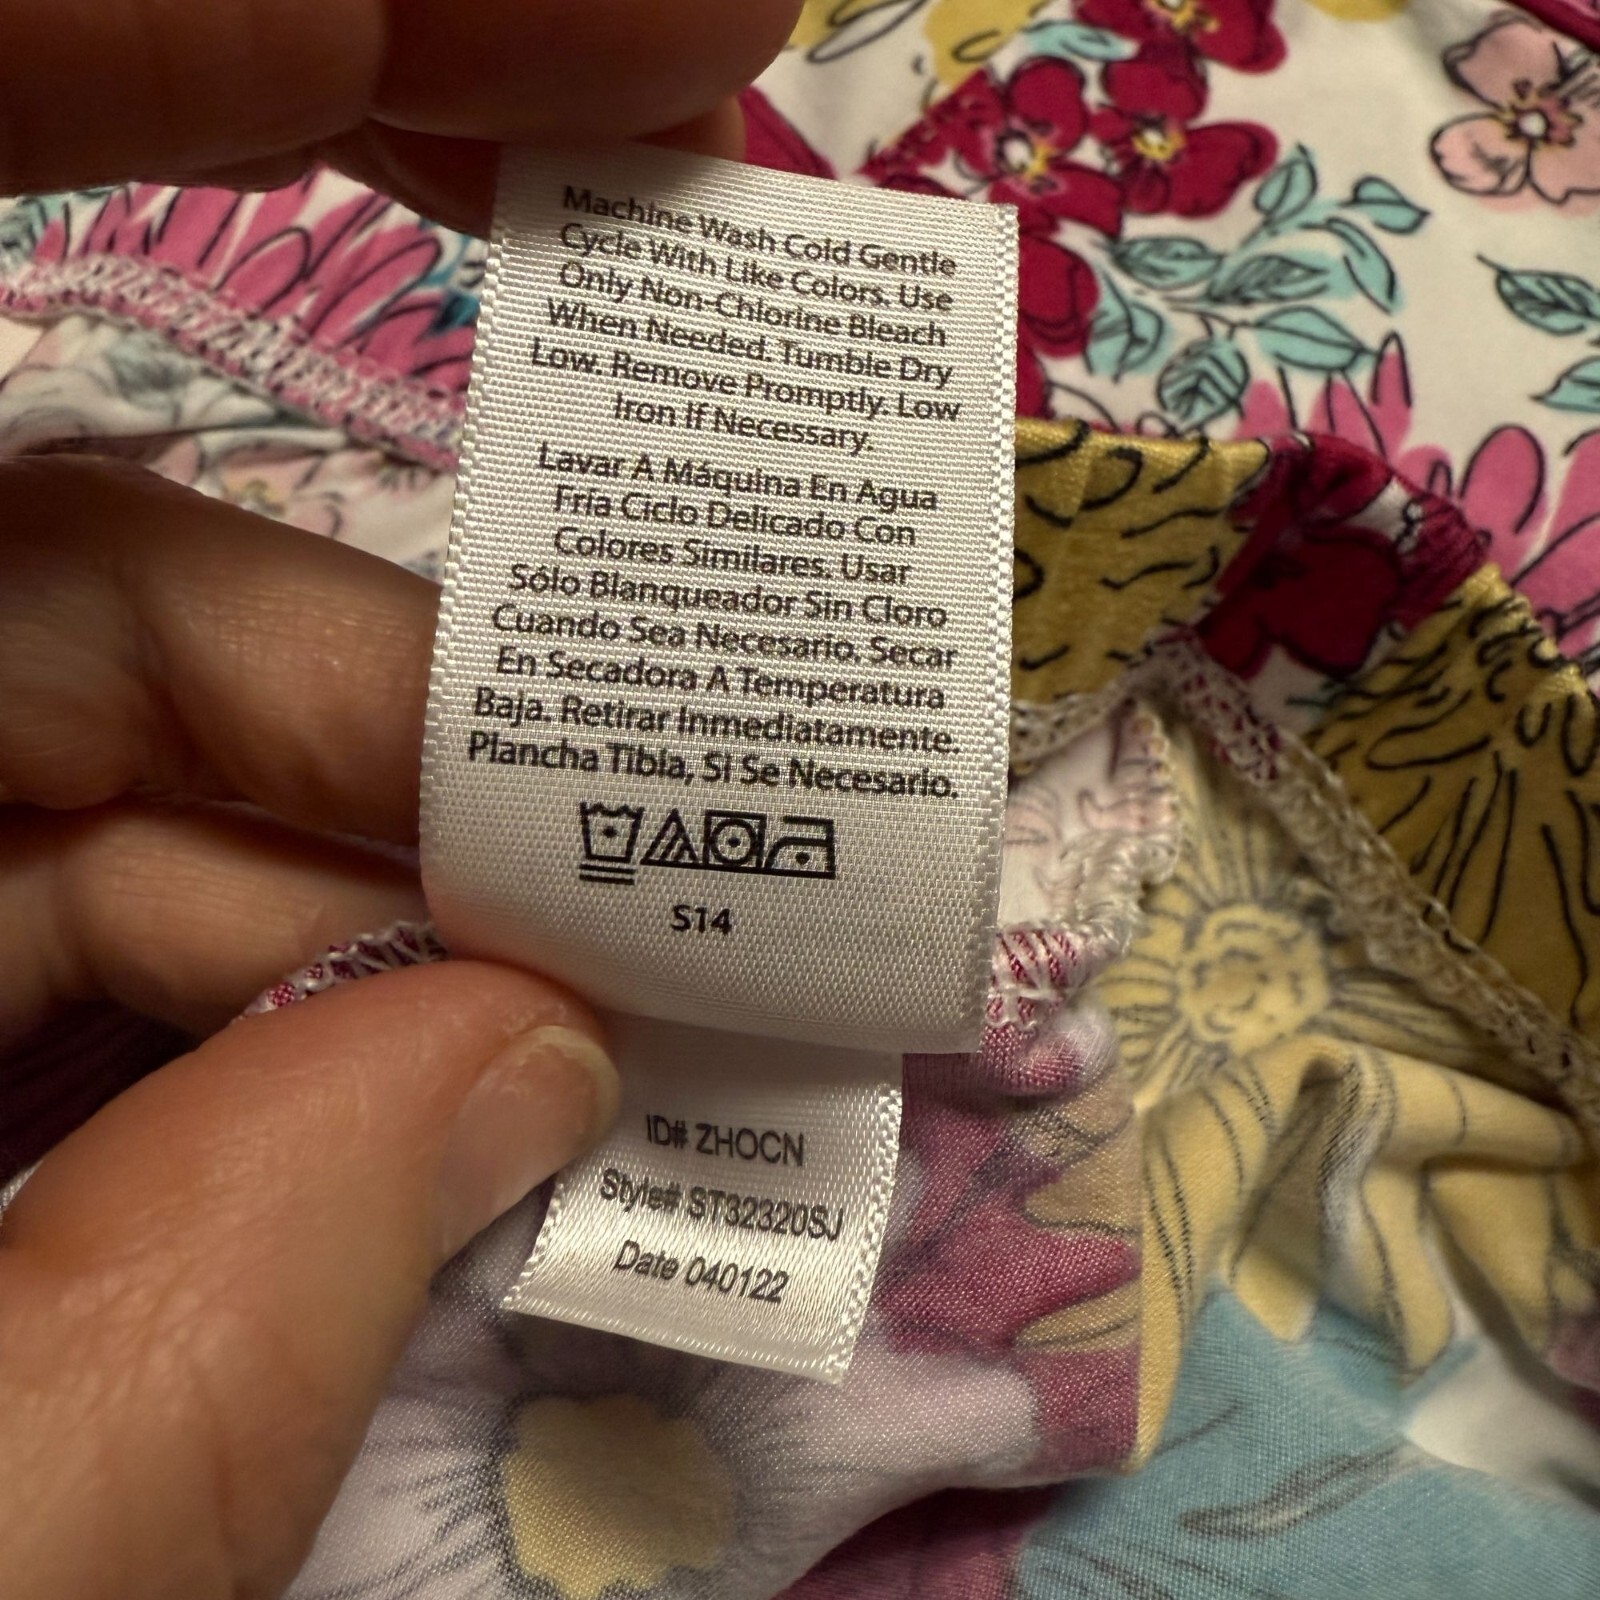 Machine Wash Cold Gentle
Cycle With Like Colors. Use
Only Non-Chlorine Bleach
When Needed. Tumble Dry
Low. Remove Promptly. Low
Iron If Necessary.
Lavar A Máquina En Agua
Fría Ciclo Delicado Con
Colores Similares. Usar
Sólo Blanqueador Sin Cloro
Cuando Sea Necesario. Secar
En Secadora A Temperatura
Baja. Retirar Inmediatamente.
Plancha Tibia, Si Se Necesario.
S14
ID# ZHOCN
Style# ST32320SJ
Date 040122